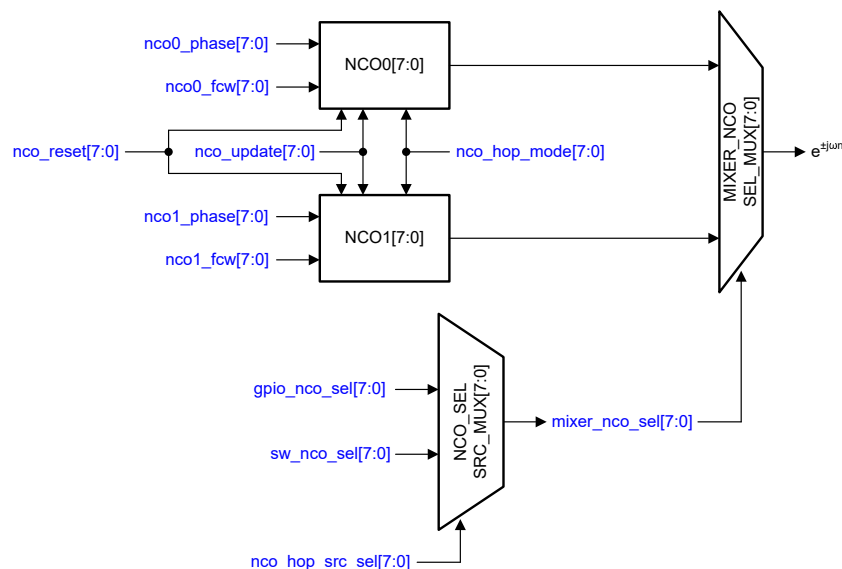 nco0_phase[7:0]
NCO0[7:0]
nco0_fcw[7:0]
nco_reset[7:0]
nco_update[7:0]
nco_hop_mode[7:0]
nco1_phase[7:0]
NCO1[7:0]
nco1_fcw[7:0]
MIXER_NCO
SEL_MUX[7:0]
e±jωn
gpio_nco_sel[7:0]
sw_nco_sel[7:0]
NCO_SEL
SRC_MUX[7:0]
mixer_nco_sel[7:0]
nco_hop_src_sel[7:0]